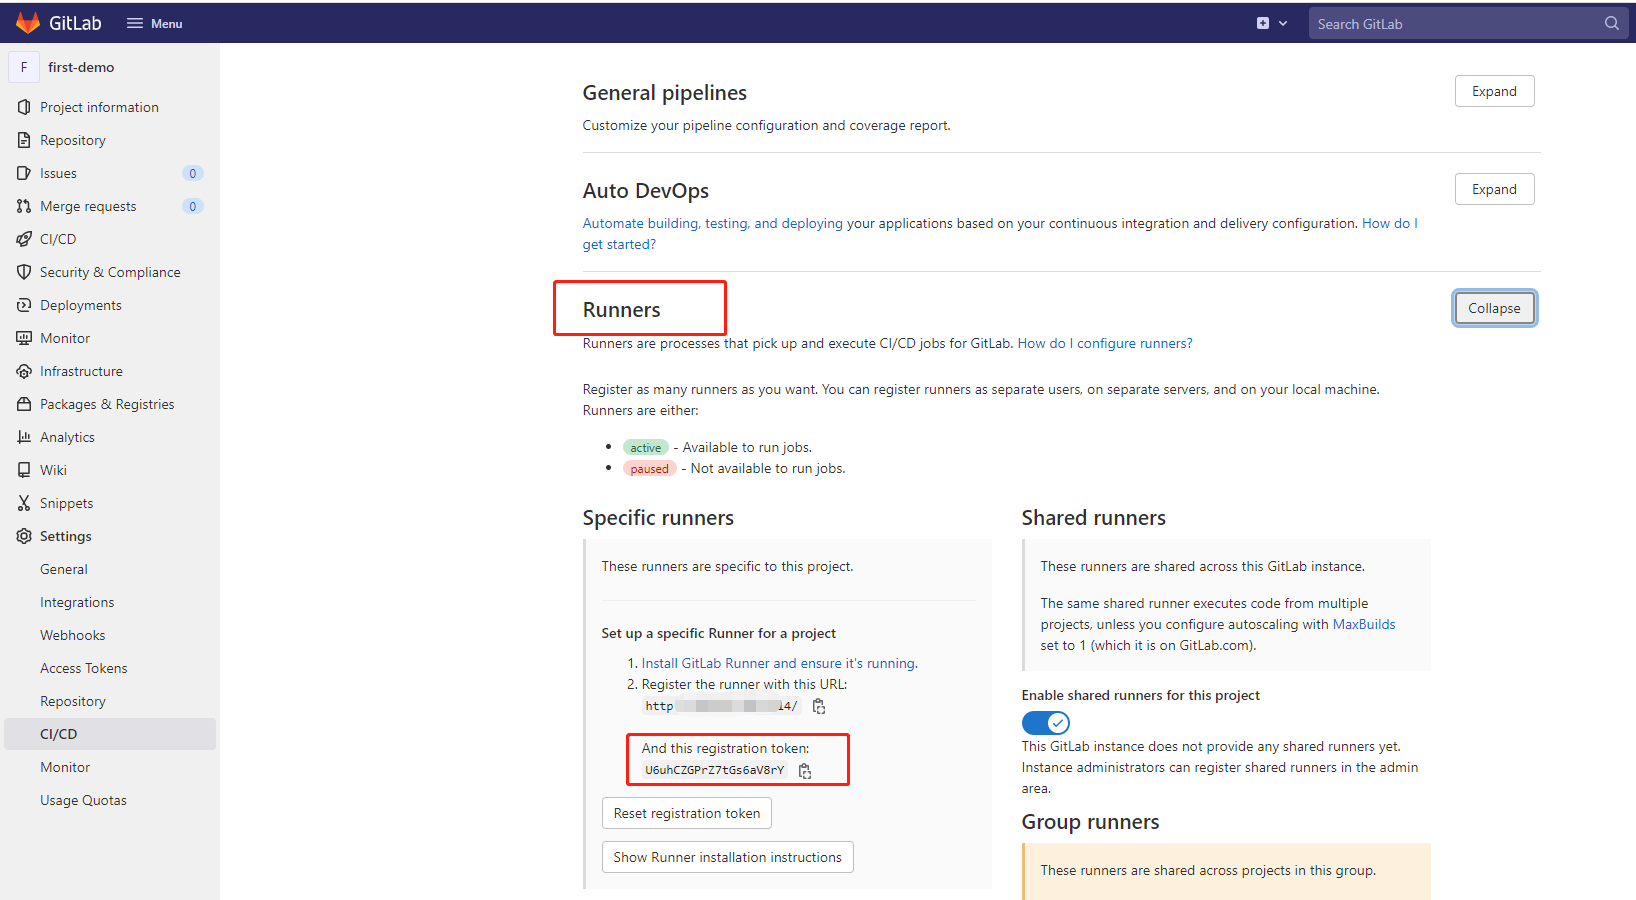 GitLab
Menu
Search GitLab
F first-demo
Project information
Repository
Issues 0
Merge requests 0
CI/CD
Security & Compliance
Deployments
Monitor
Infrastructure
Packages & Registries
Analytics
Wiki
Snippets
Settings
General
Integrations
Webhooks
Access Tokens
Repository
CI/CD
Monitor
Usage Quotas
General pipelines
Expand
Customize your pipeline configuration and coverage report.
Auto DevOps
Expand
Automate building, testing, and deploying your applications based on your continuous integration and delivery configuration. How do I
get started?
Runners
Collapse
Runners are processes that pick up and execute CI/CD jobs for GitLab. How do I configure runners?
Register as many runners as you want. You can register runners as separate users, on separate servers, and on your local machine.
Runners are either:
• active - Available to run jobs.
• paused - Not available to run jobs.
Specific runners
These runners are specific to this project.
Set up a specific Runner for a project
1. Install GitLab Runner and ensure it's running.
2. Register the runner with this URL:
http 14/
And this registration token:
U6uhCZGPrZ7tGs6aV8rY
Reset registration token
Show Runner installation instructions
Shared runners
These runners are shared across this GitLab instance.
The same shared runner executes code from multiple
projects, unless you configure autoscaling with MaxBuilds
set to 1 (which it is on GitLab.com).
Enable shared runners for this project
This GitLab instance does not provide any shared runners yet.
Instance administrators can register shared runners in the admin
area.
Group runners
These runners are shared across projects in this group.